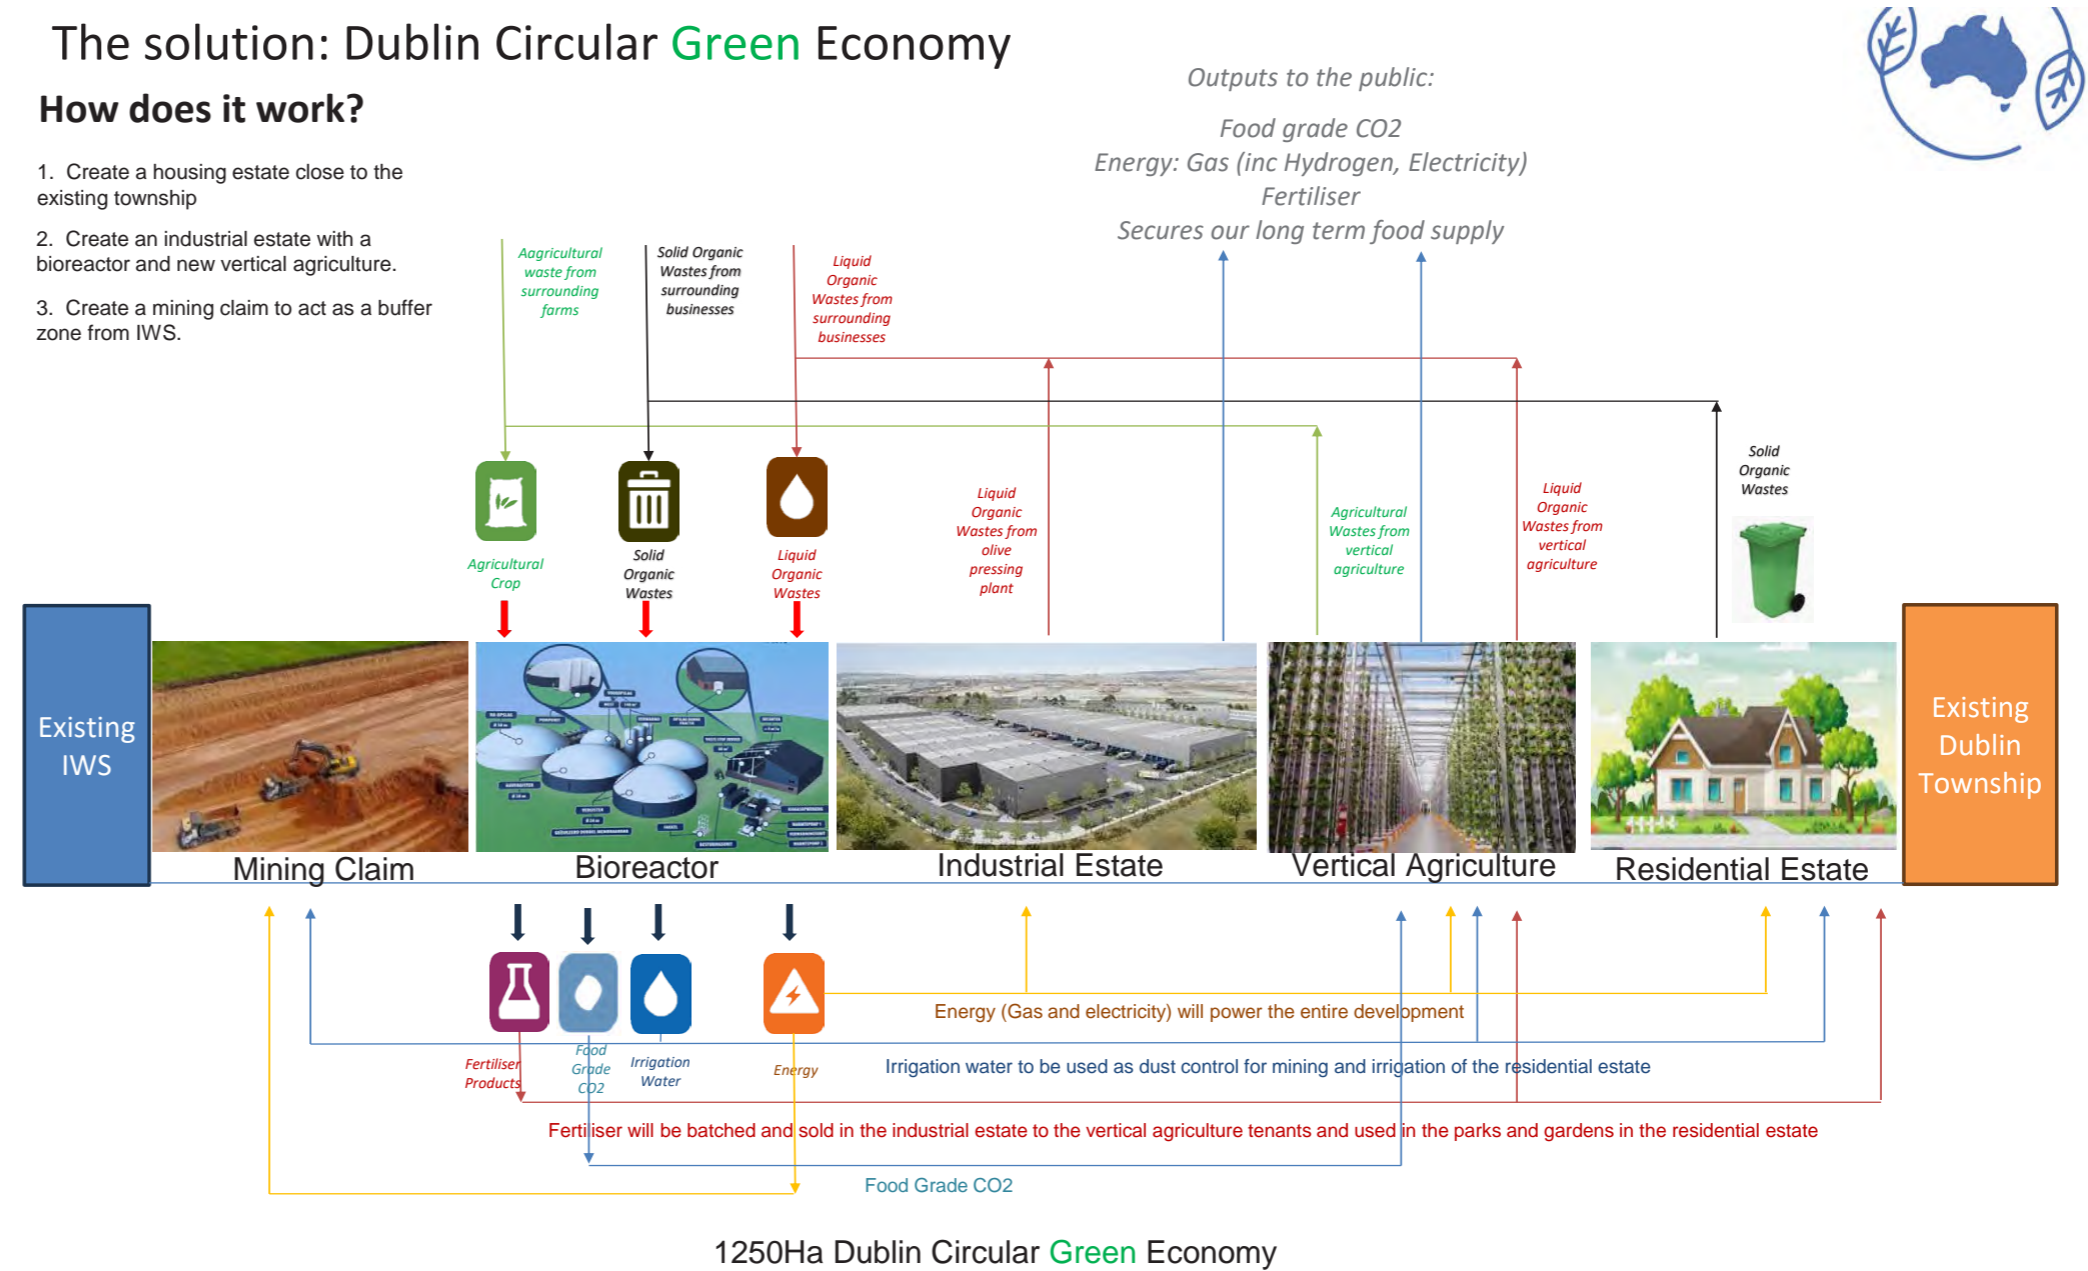 The solution: Dublin Circular Green Economy
How does it work?
1. Create a housing estate close to the
existing township
2. Create an industrial estate with a
bioreactor and new vertical agriculture.
3. Create a mining claim to act as a buffer
zone from IWS.
Outputs to the public:
Food grade CO2
Energy: Gas (inc Hydrogen, Electricity)
Fertiliser
Secures our long term food supply
Aagricultural
waste from
surrounding
farms
Solid Organic
Wastes from
surrounding
businesses
Liquid
Organic
Wastes from
surrounding
businesses
Agricultural
Crop
Solid
Organic
Wastes
Liquid
Organic
Wastes
Liquid
Organic
Wastes from
olive
pressing
plant
Agricultural
Wastes from
vertical
agriculture
Liquid
Organic
Wastes from
vertical
agriculture
Solid
Organic
Wastes
Existing
IWS
Mining Claim
Bioreactor
Industrial Estate
Vertical Agriculture
Residential Estate
Existing
Dublin
Township
Fertiliser
Products
Food
Grade
CO2
Irrigation
Water
Energy
Energy (Gas and electricity) will power the entire development
Irrigation water to be used as dust control for mining and irrigation of the residential estate
Fertiliser will be batched and sold in the industrial estate to the vertical agriculture tenants and used in the parks and gardens in the residential estate
Food Grade CO2
1250Ha Dublin Circular Green Economy